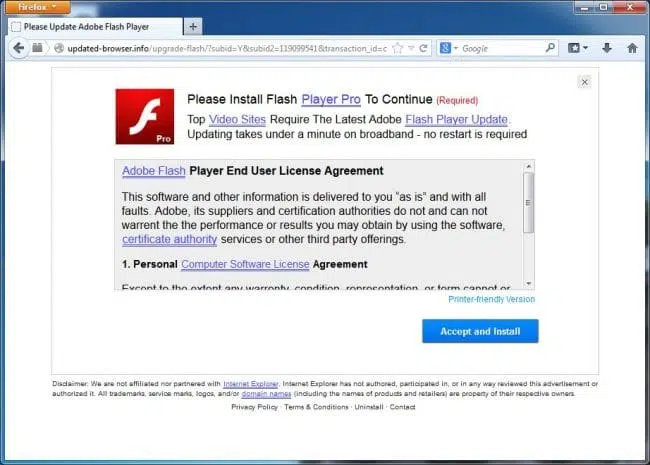 Firefox
Please Update Adobe Flash Player
updated-browser.info/upgrade-flash/?subid=Y&subid2=119099541&transaction_id=c
Google
Please Install Flash Player Pro To Continue (Required)
Top Video Sites Require The Latest Adobe Flash Player Update.
Updating takes under a minute on broadband - no restart is required
Pro
Adobe Flash Player End User License Agreement
This software and other information is delivered to you “as is” and with all
faults. Adobe, its suppliers and certification authorities do not and can not
warrent the the performance or results you may obtain by using the software,
certificate authority services or other third party offerings.
1. Personal Computer Software License Agreement
Except to the extent any warranty, condition, representation, or term cannot or
Printer-friendly Version
Accept and Install
Disclaimer: We are not affiliated nor partnered with Internet Explorer. Internet Explorer has not authored, participated in, or in any way reviewed this advertisement or
authorized it. All trademarks, service marks, logos, and/or domain names (including the names of products and retailers) are property of their respective owners.
Privacy Policy · Terms & Conditions · Uninstall · Contact